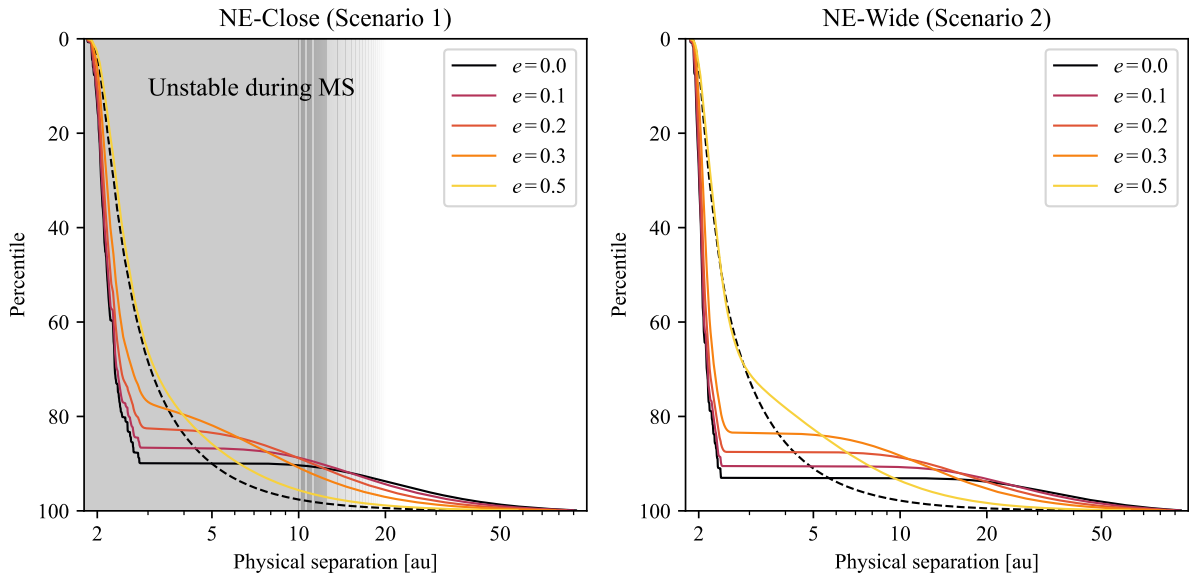 NE-Close (Scenario 1)
Unstable during MS
e = 0.0
e = 0.1
e = 0.2
e = 0.3
e = 0.5
0
20
40
60
80
100
Percentile
2
5
10
20
50
Physical separation [au]
NE-Wide (Scenario 2)
e = 0.0
e = 0.1
e = 0.2
e = 0.3
e = 0.5
0
20
40
60
80
100
Percentile
2
5
10
20
50
Physical separation [au]